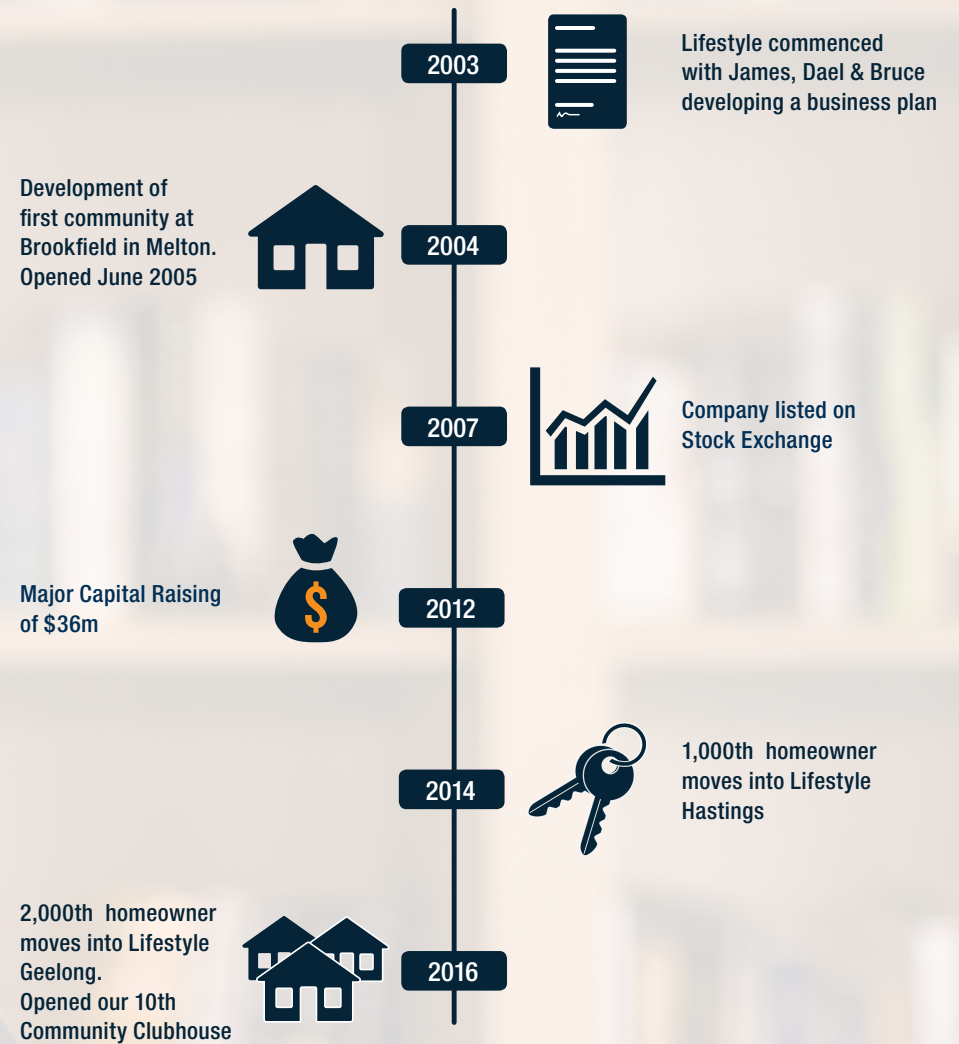 2003
Lifestyle commenced
with James, Dael & Bruce
developing a business plan
Development of
first community at
Brookfield in Melton.
Opened June 2005
2004
2007
Company listed on
Stock Exchange
Major Capital Raising
of $36m
$
2012
2014
1,000th homeowner
moves into Lifestyle
Hastings
2,000th homeowner
moves into Lifestyle
Geelong.
Opened our 10th
Community Clubhouse
2016